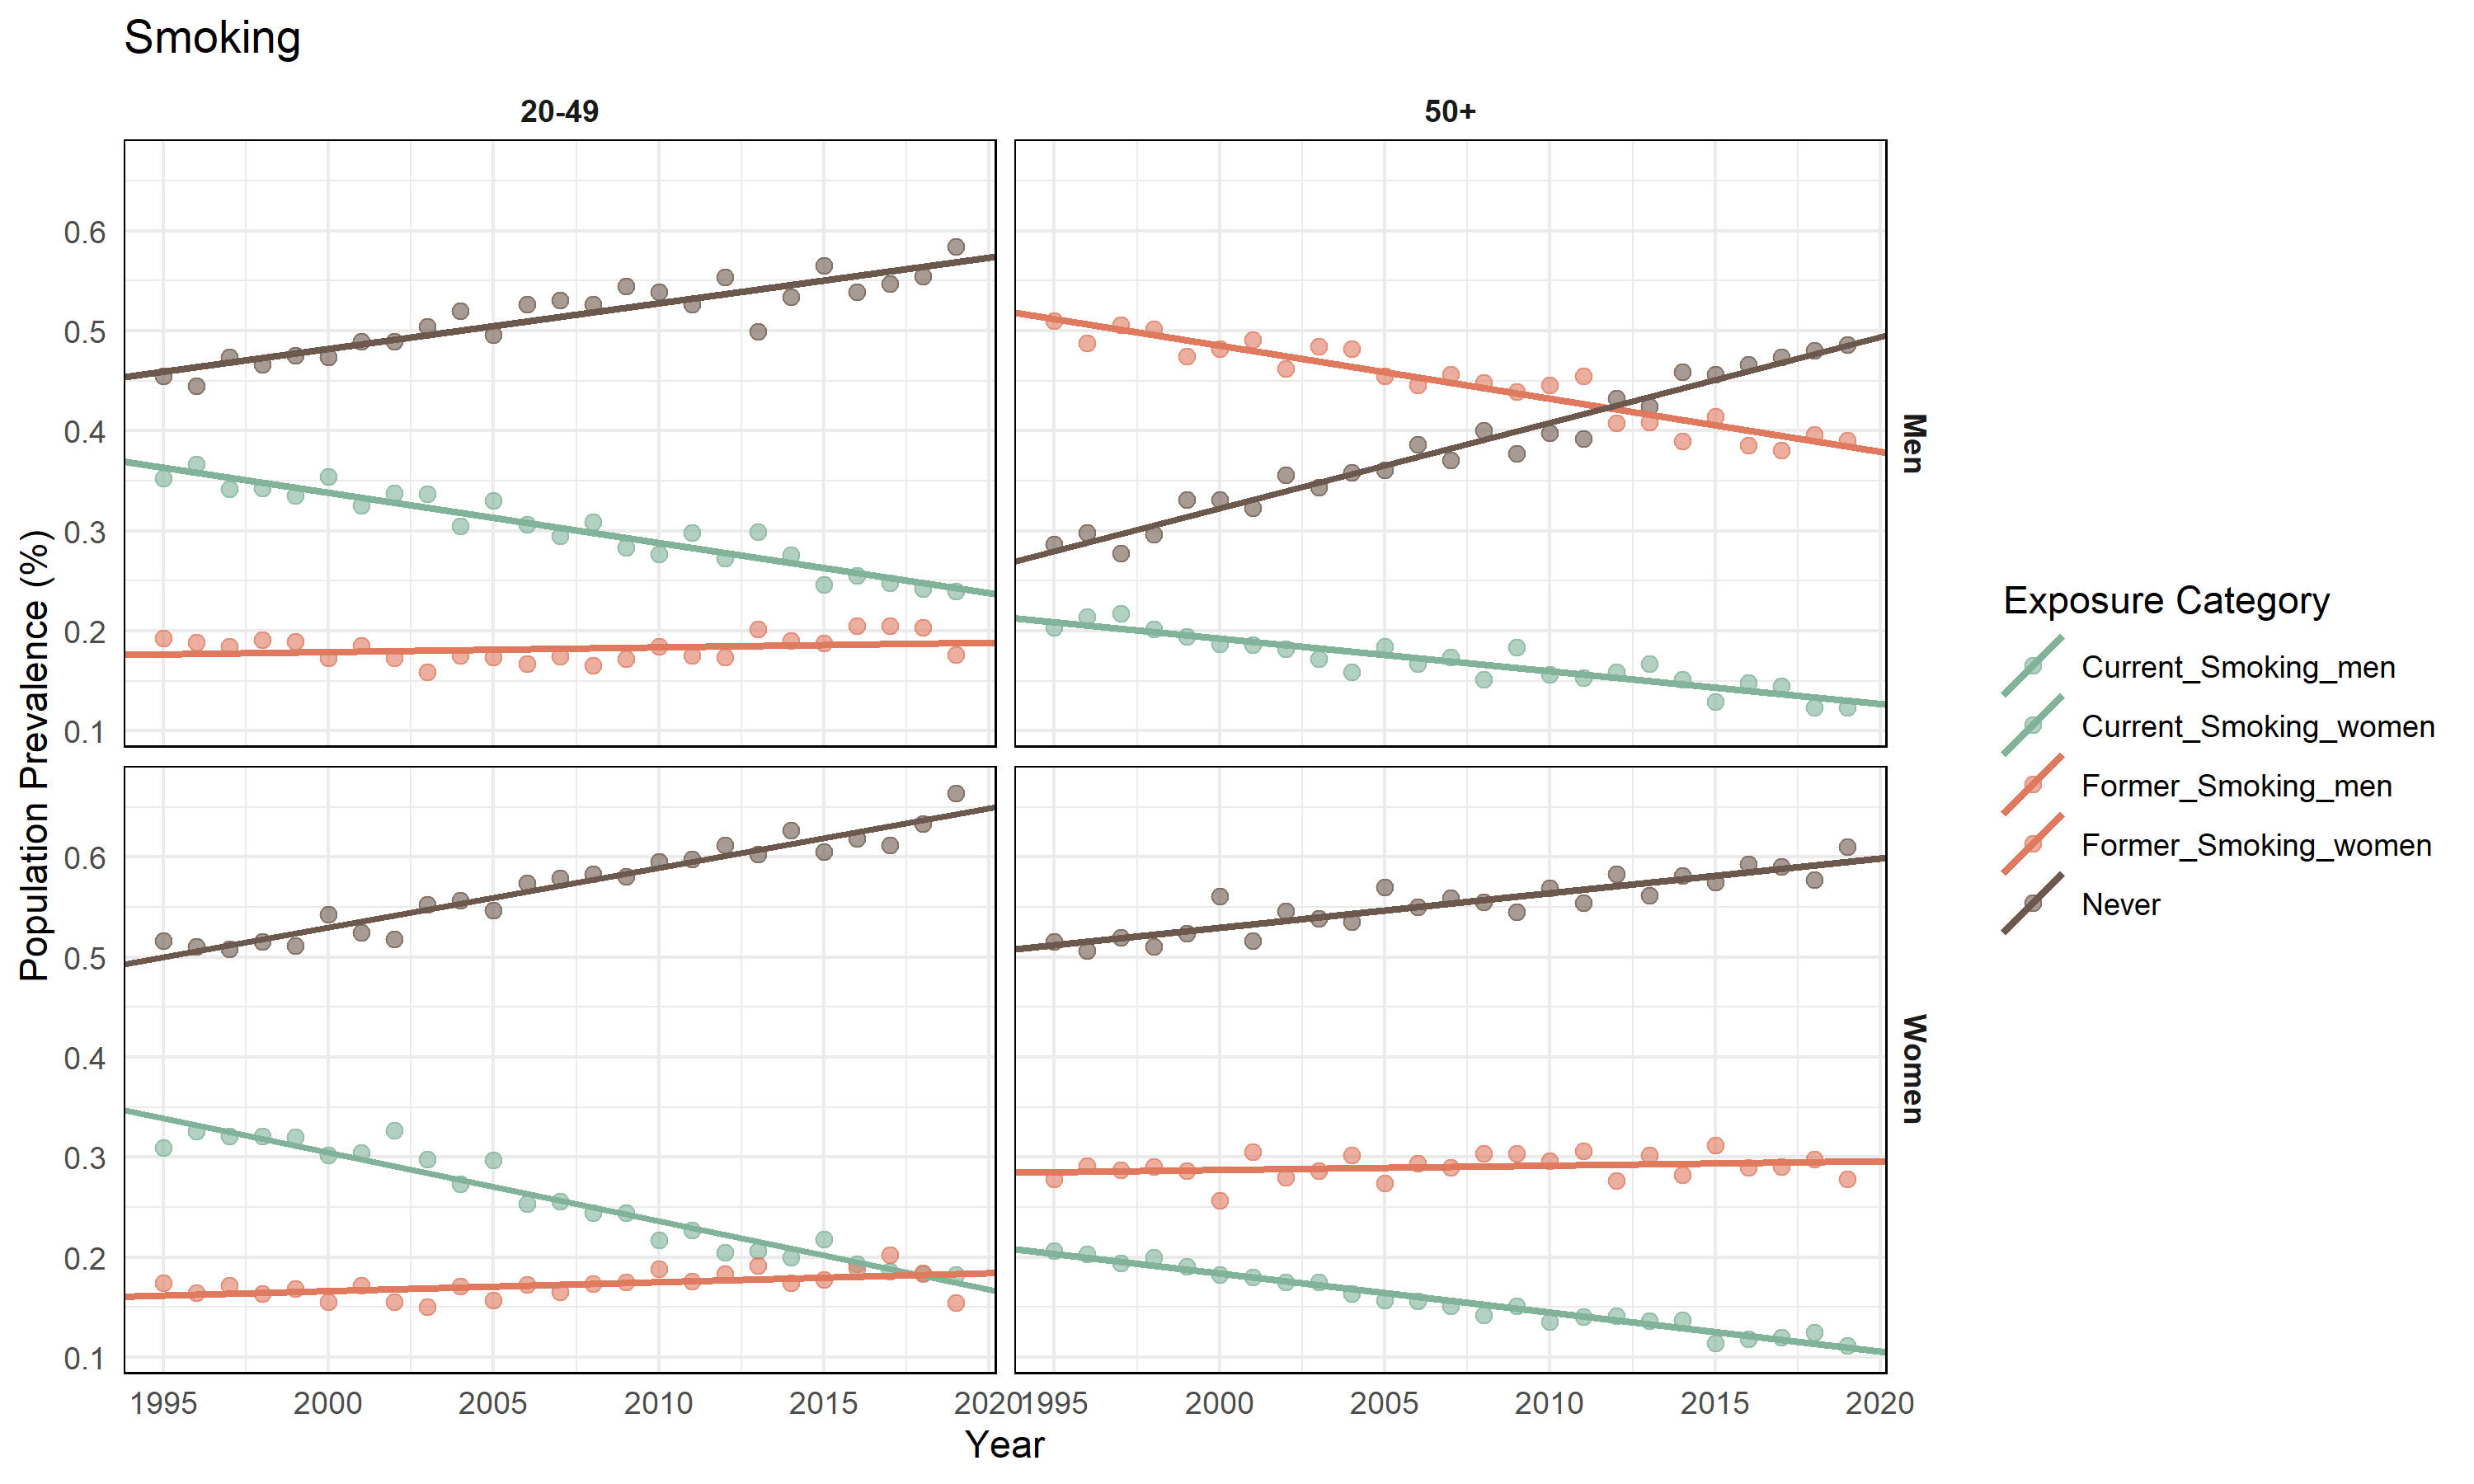 Smoking
20-49
50+
Population Prevalence (%)
0.6
0.5
0.4
0.3
0.2
0.1
Men
0.6
0.5
0.4
0.3
0.2
0.1
Women
1995 2000 2005 2010 2015 2020
1995 2000 2005 2010 2015 2020
Year
Exposure Category
Current_Smoking_men
Current_Smoking_women
Former_Smoking_men
Former_Smoking_women
Never